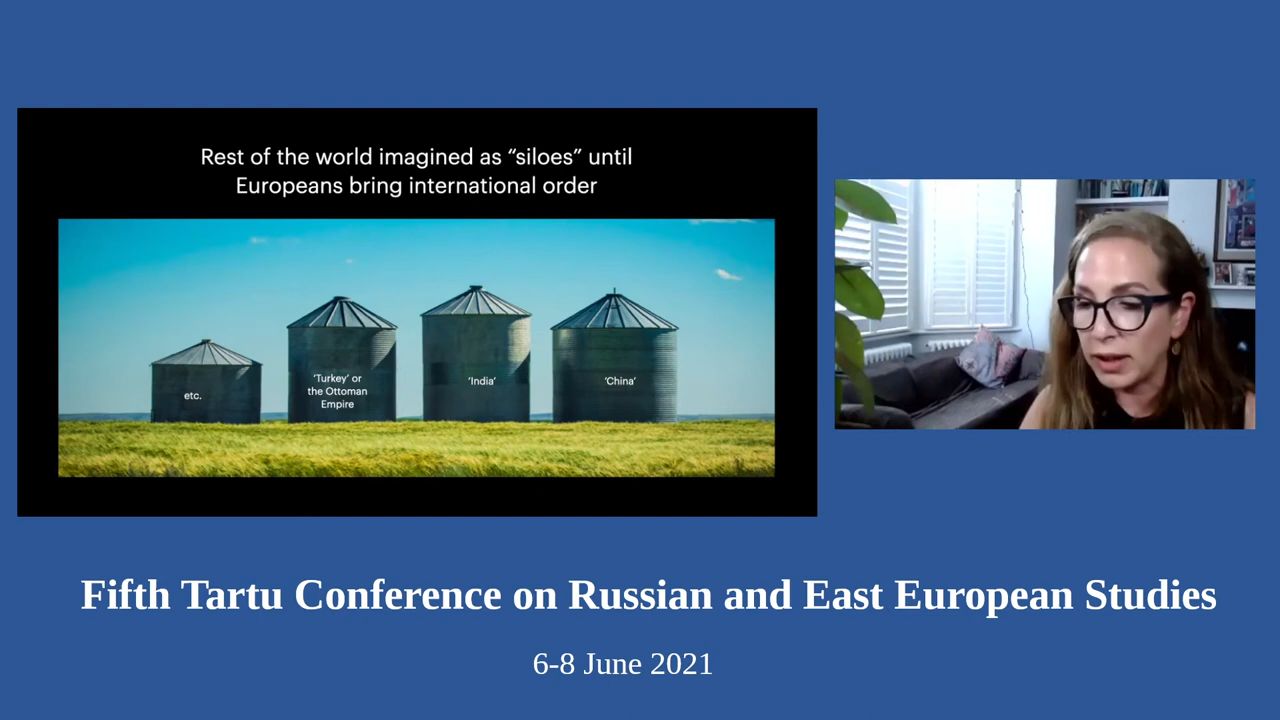 Rest of the world imagined as “siloes” until
Europeans bring international order
etc.
‘Turkey’ or
the Ottoman
Empire
‘India’
‘China’
Fifth Tartu Conference on Russian and East European Studies
6-8 June 2021